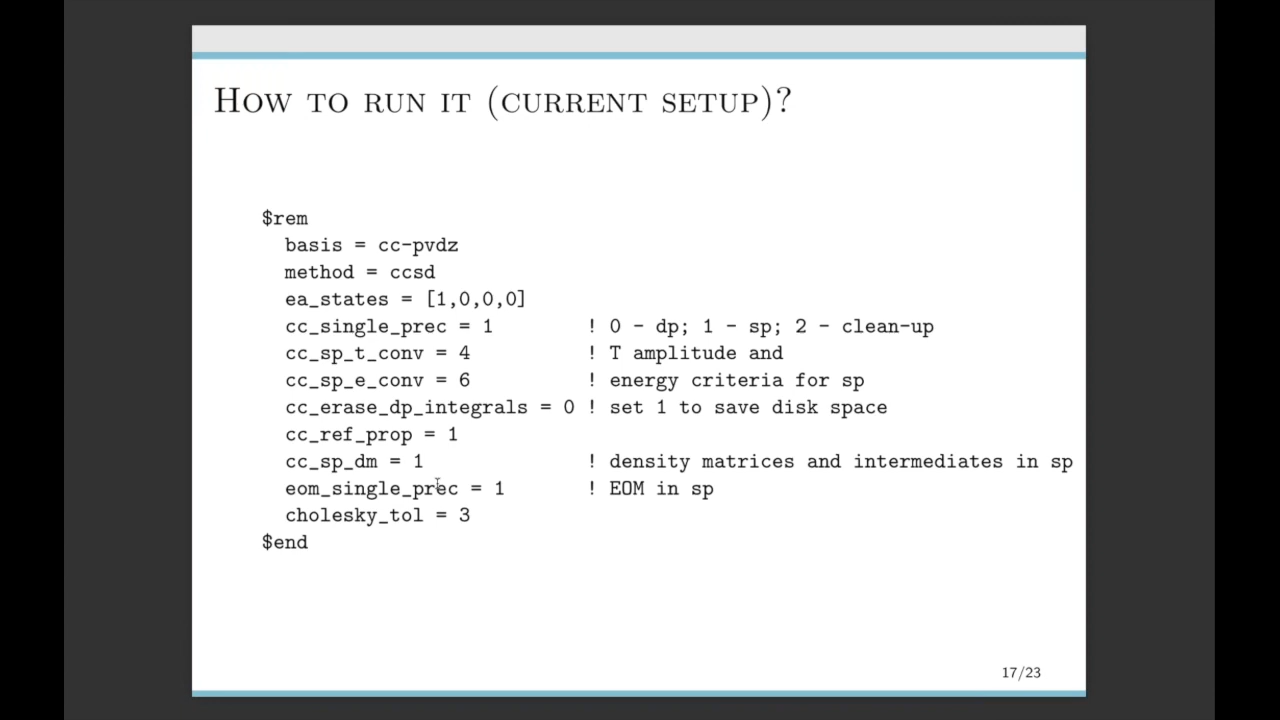 How to run it (current setup)?
$rem
basis = cc-pvdz
method = ccsd
ea_states = [1,0,0,0]
cc_single_prec = 1 ! 0 - dp; 1 - sp; 2 - clean-up
cc_sp_t_conv = 4 ! T amplitude and
cc_sp_e_conv = 6 ! energy criteria for sp
cc_erase_dp_integrals = 0 ! set 1 to save disk space
cc_ref_prop = 1
cc_sp_dm = 1 ! density matrices and intermediates in sp
eom_single_prec = 1 ! EOM in sp
cholesky_tol = 3
$end
17/23